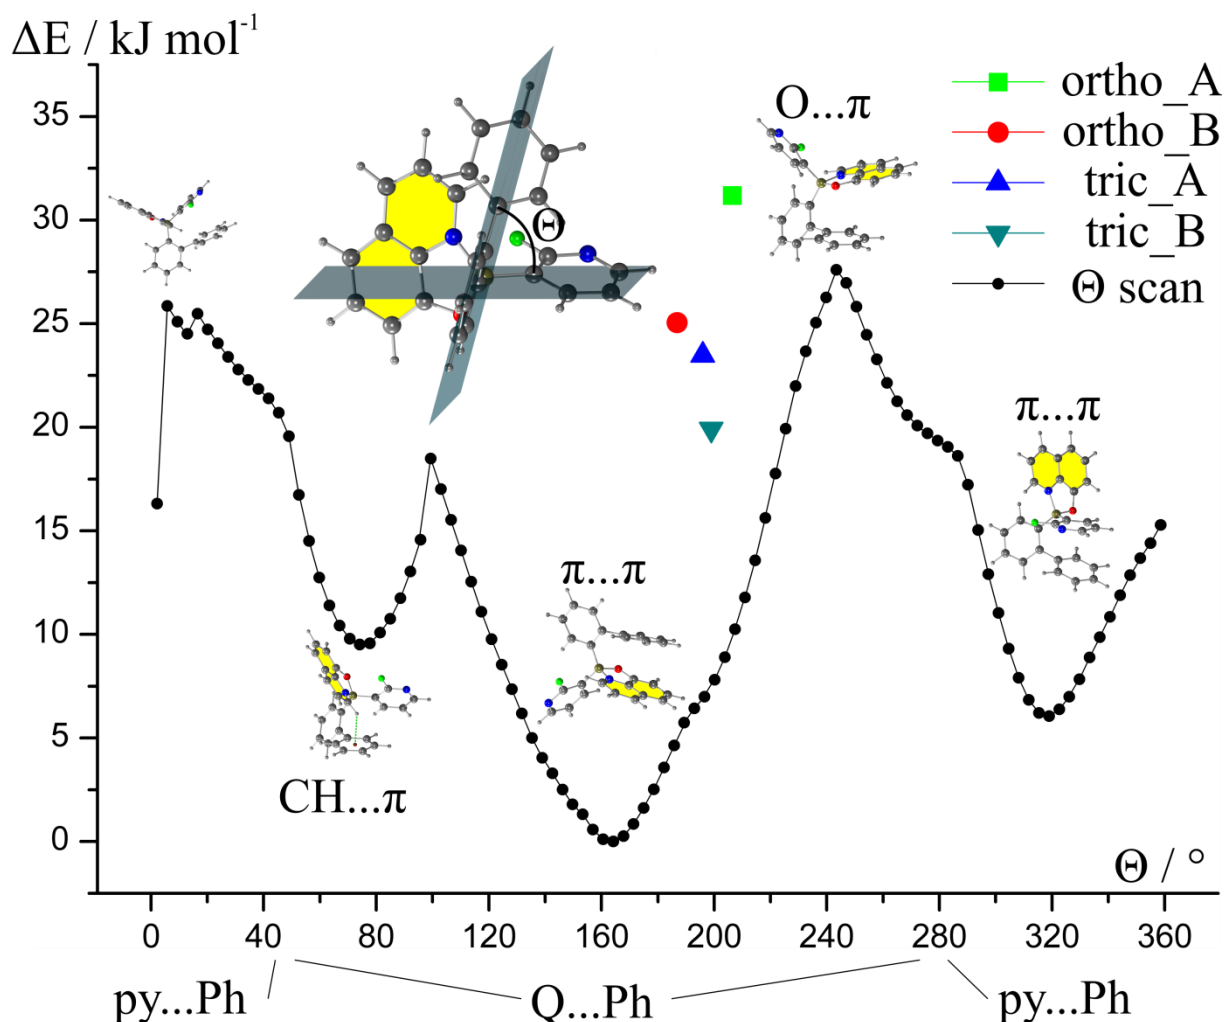 ΔE / kJ mol⁻¹
35
30
25
20
15
10
5
0
ortho_A
ortho_B
tric_A
tric_B
Θ scan
O...π
Θ
π...π
π...π
CH...π
Θ / °
0 40 80 120 160 200 240 280 320 360
py...Ph Q...Ph py...Ph